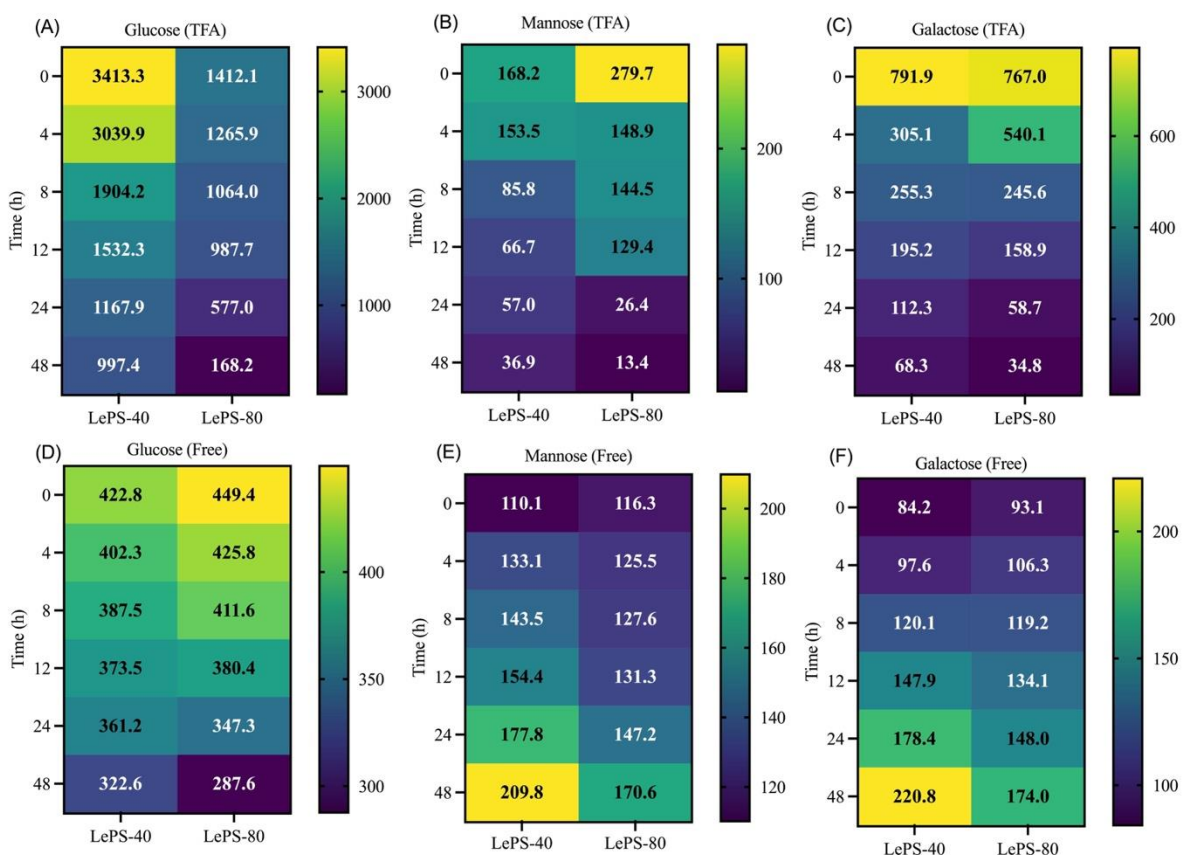 (A)
Glucose (TFA)
Time (h)
0 3413.3 1412.1
4 3039.9 1265.9
8 1904.2 1064.0
12 1532.3 987.7
24 1167.9 577.0
48 997.4 168.2
LePS-40 LePS-80
3000
2000
1000
(B)
Mannose (TFA)
Time (h)
0 168.2 279.7
4 153.5 148.9
8 85.8 144.5
12 66.7 129.4
24 57.0 26.4
48 36.9 13.4
LePS-40 LePS-80
200
100
(C)
Galactose (TFA)
Time (h)
0 791.9 767.0
4 305.1 540.1
8 255.3 245.6
12 195.2 158.9
24 112.3 58.7
48 68.3 34.8
LePS-40 LePS-80
600
400
200
(D)
Glucose (Free)
Time (h)
0 422.8 449.4
4 402.3 425.8
8 387.5 411.6
12 373.5 380.4
24 361.2 347.3
48 322.6 287.6
LePS-40 LePS-80
400
350
300
(E)
Mannose (Free)
Time (h)
0 110.1 116.3
4 133.1 125.5
8 143.5 127.6
12 154.4 131.3
24 177.8 147.2
48 209.8 170.6
LePS-40 LePS-80
200
180
160
140
120
(F)
Galactose (Free)
Time (h)
0 84.2 93.1
4 97.6 106.3
8 120.1 119.2
12 147.9 134.1
24 178.4 148.0
48 220.8 174.0
LePS-40 LePS-80
200
150
100